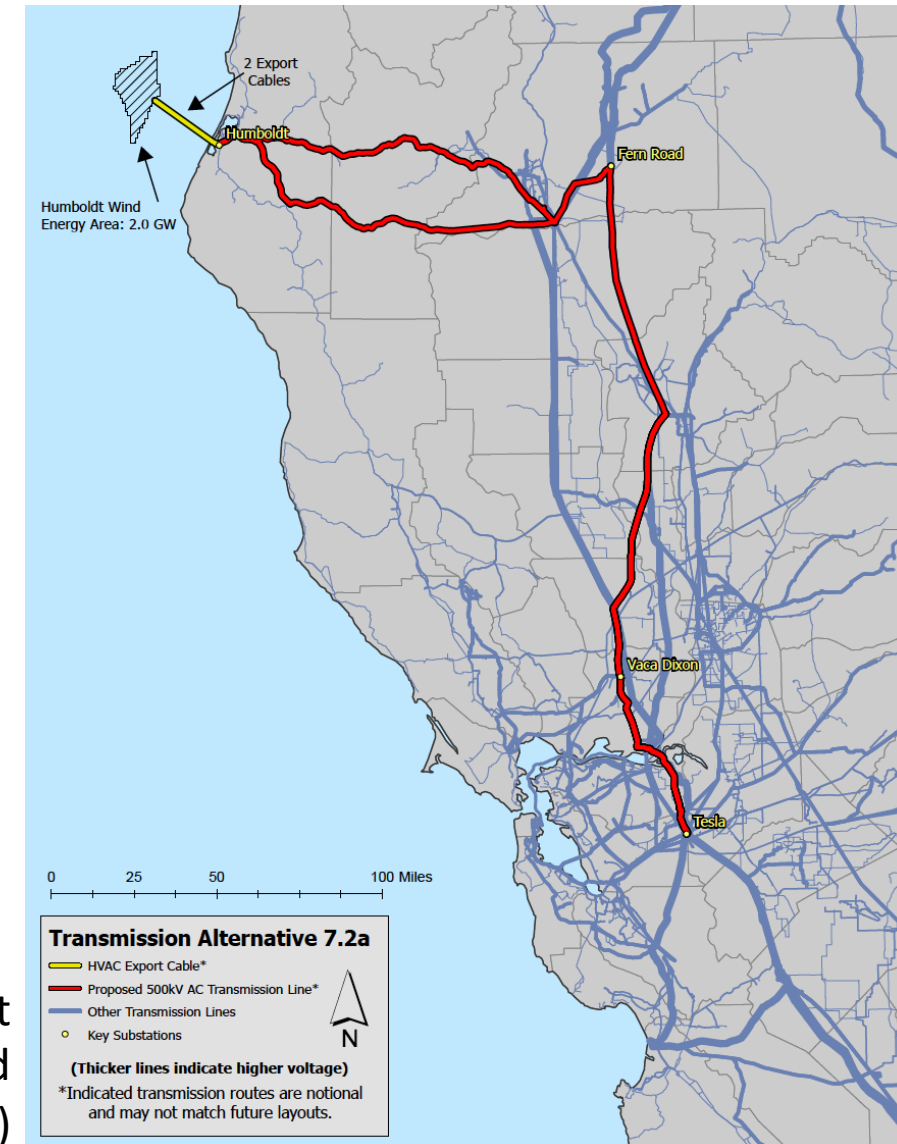 2 Export
Cables
Humboldt
Fern Road
Humboldt Wind
Energy Area: 2.0 GW
Vaca Dixon
Tesla
0 25 50 100 Miles
Transmission Alternative 7.2a
HVAC Export Cable*
Proposed 500kV AC Transmission Line*
Other Transmission Lines
Key Substations
N
(Thicker lines indicate higher voltage)
*Indicated transmission routes are notional
and may not match future layouts.
t
d
)